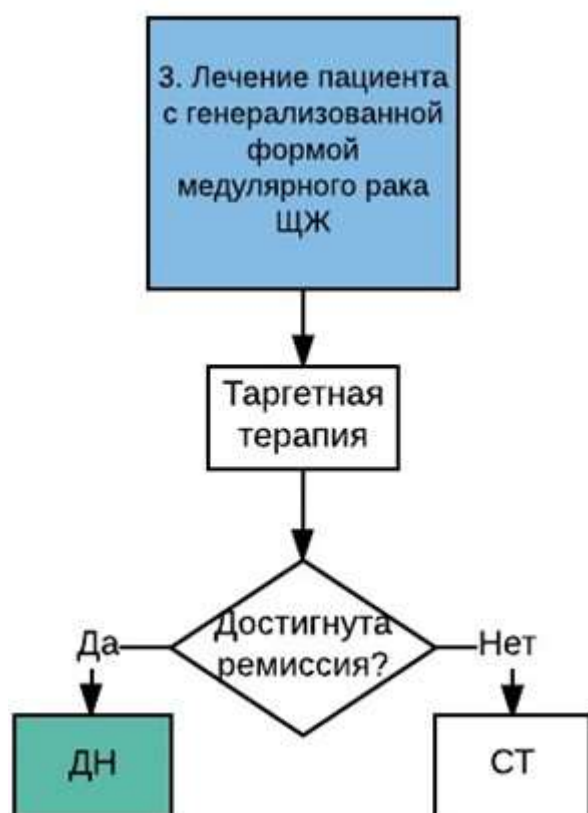 3. Лечение пациента
с генерализованной
формой
медулярного рака
ЩЖ
Таргетная
терапия
Достигнута
ремиссия?
Да
Нет
ДН
СТ